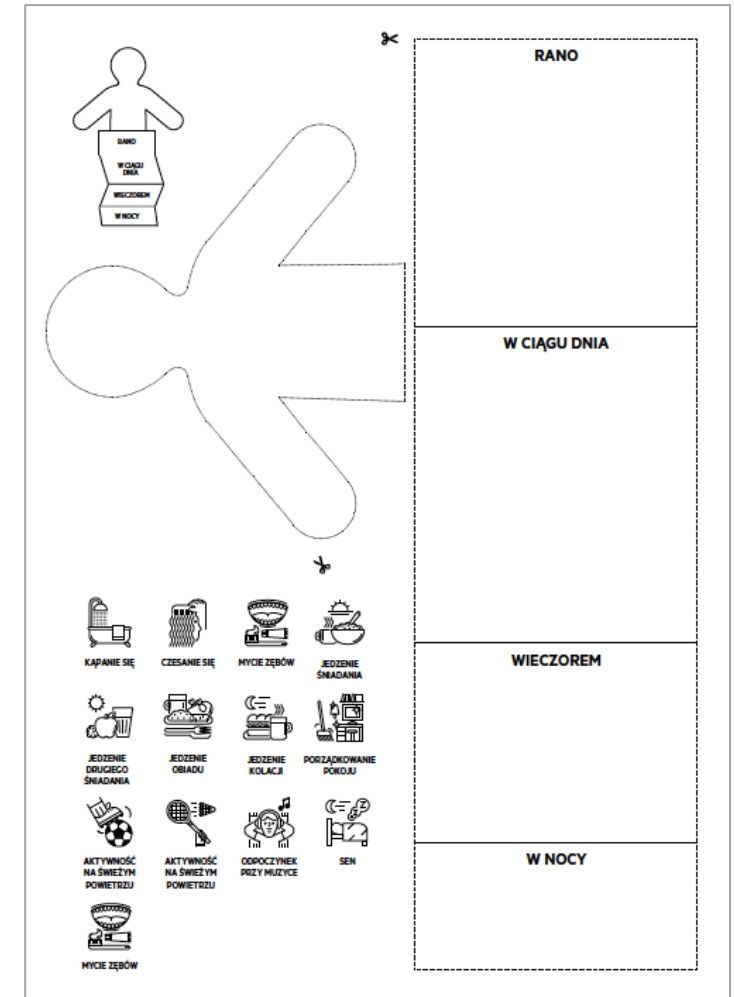 RANO
W CIĄGU
DNIA
WIECZOREM
W NOCY
RANO
W CIĄGU DNIA
WIECZOREM
W NOCY
KĄPANIE SIĘ
CZESANIE SIĘ
MYCIE ZĘBÓW
JEDZENIE
ŚNIADANIA
JEDZENIE
DRUGIEGO
ŚNIADANIA
JEDZENIE
OBIADU
JEDZENIE
KOLACJI
PORZĄDKOWANIE
POKOJU
AKTYWNOŚĆ
NA ŚWIEŻYM
POWIETRZU
AKTYWNOŚĆ
NA ŚWIEŻYM
POWIETRZU
ODPOCZYNEK
PRZY MUZYCE
SEN
MYCIE ZĘBÓW